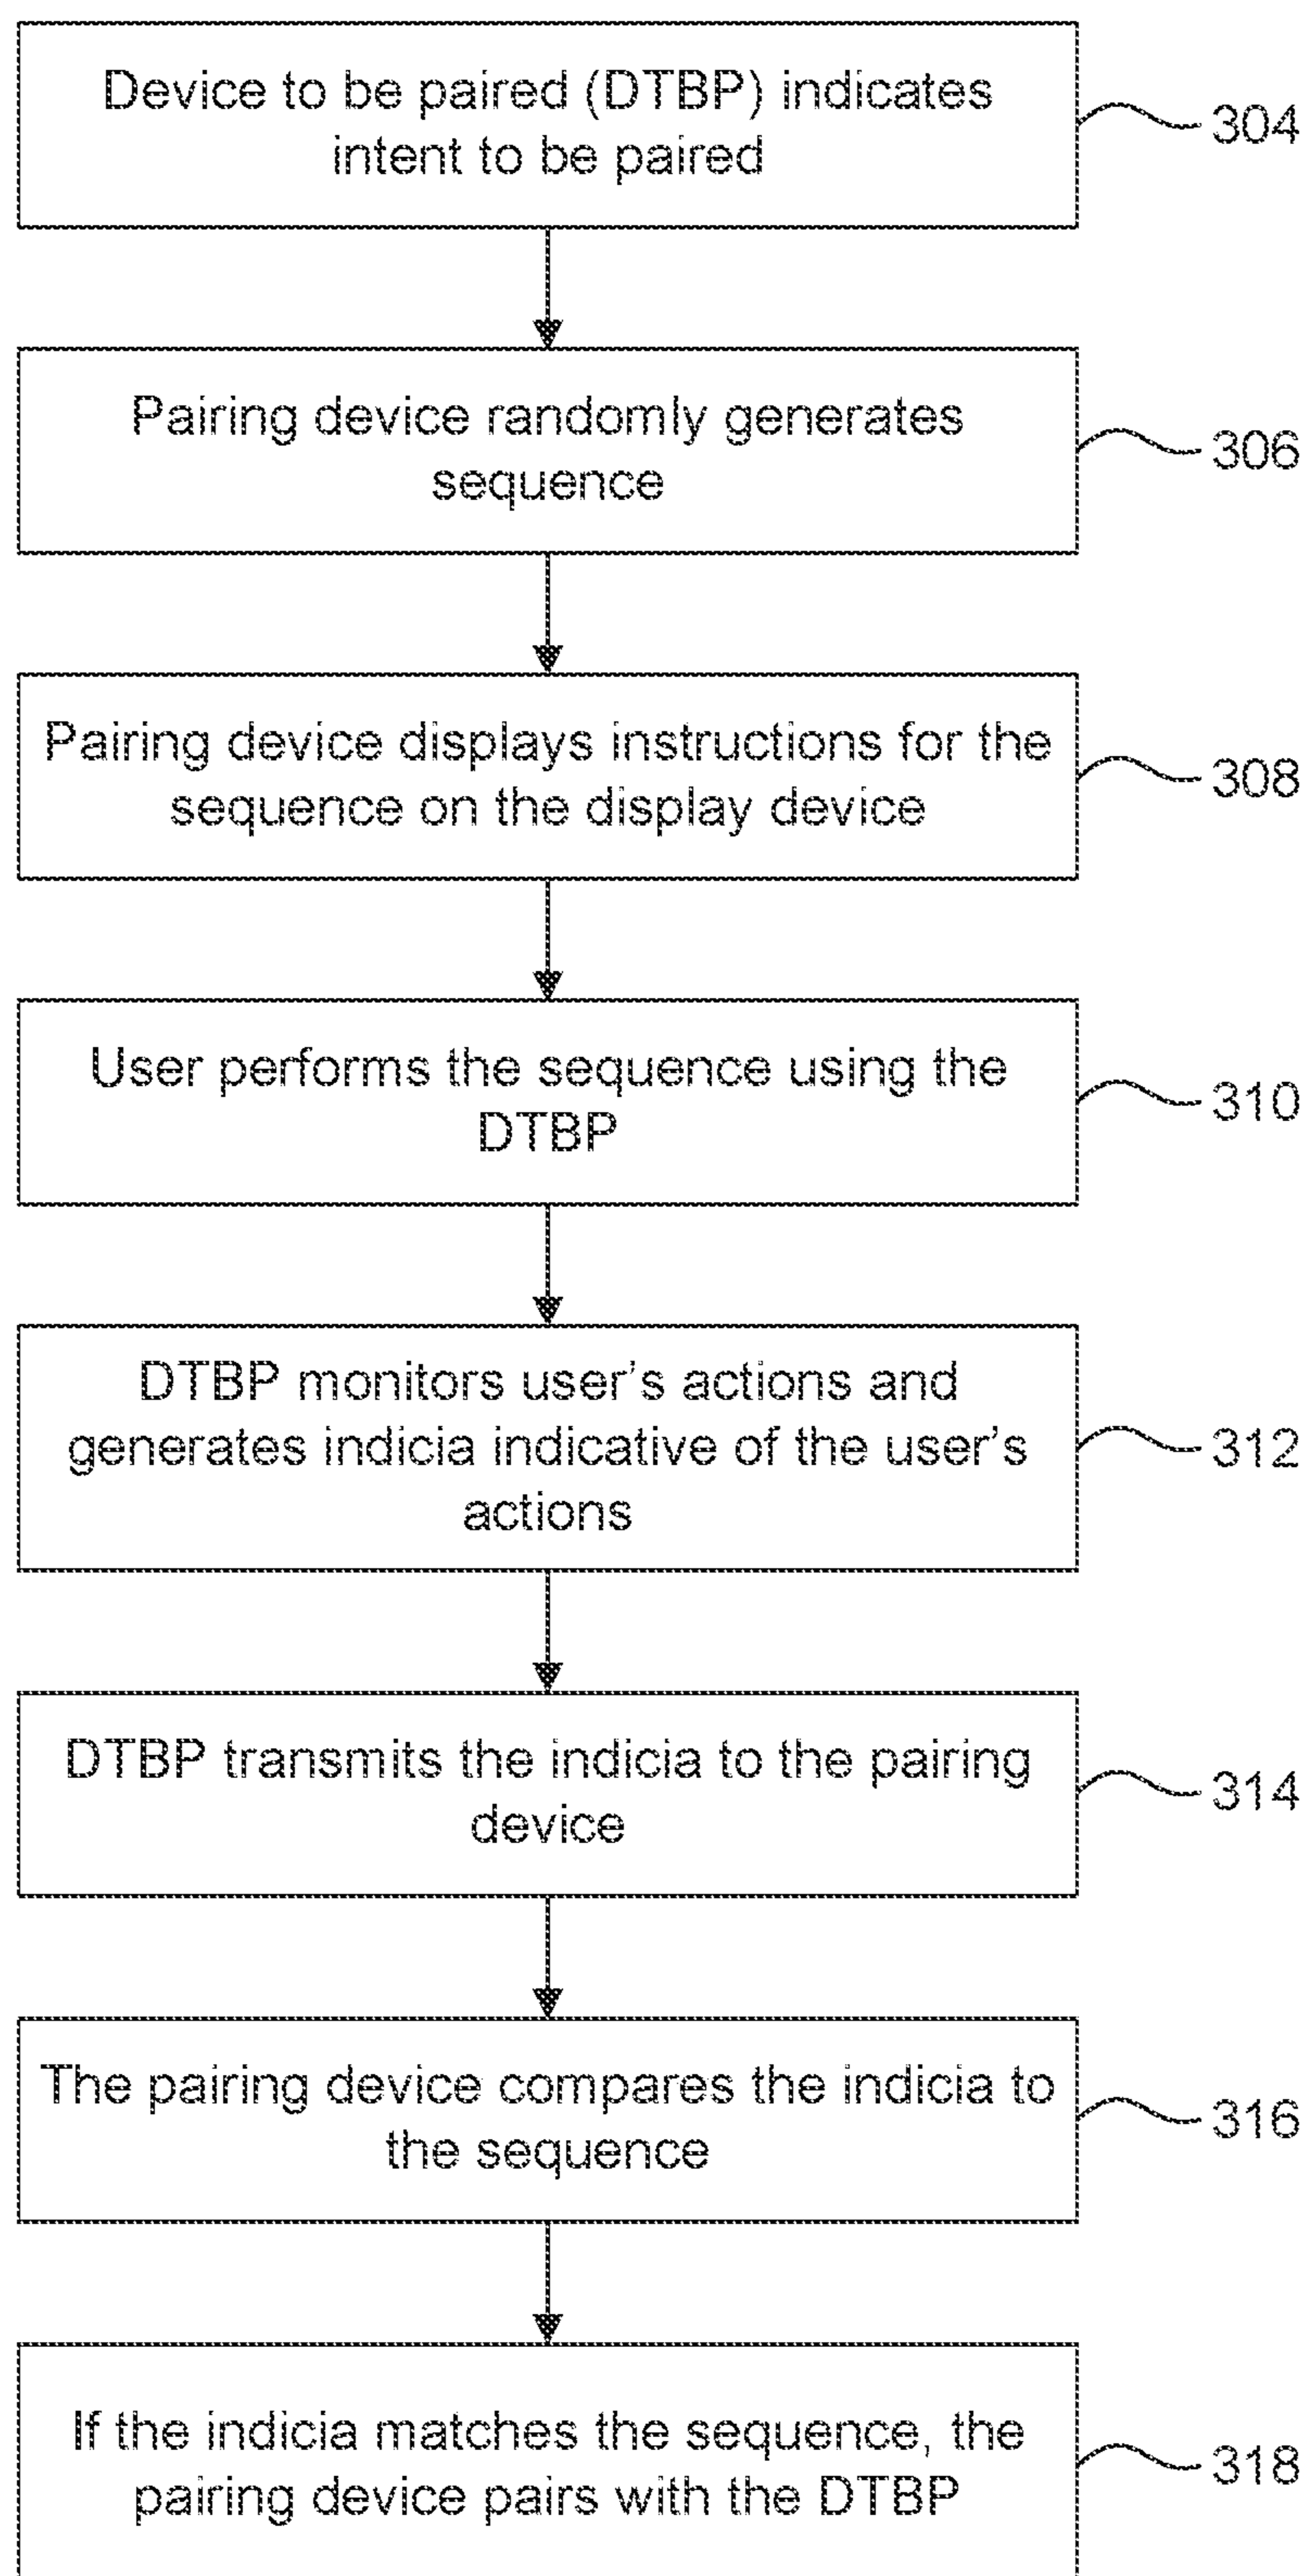 Device to be paired (DTBP) indicates
intent to be paired
304
Pairing device randomly generates
sequence
306
Pairing device displays instructions for the
sequence on the display device
308
User performs the sequence using the
DTBP
310
DTBP monitors user's actions and
generates indicia indicative of the user's
actions
312
DTBP transmits the indicia to the pairing
device
314
The pairing device compares the indicia to
the sequence
316
If the indicia matches the sequence, the
pairing device pairs with the DTBP
318